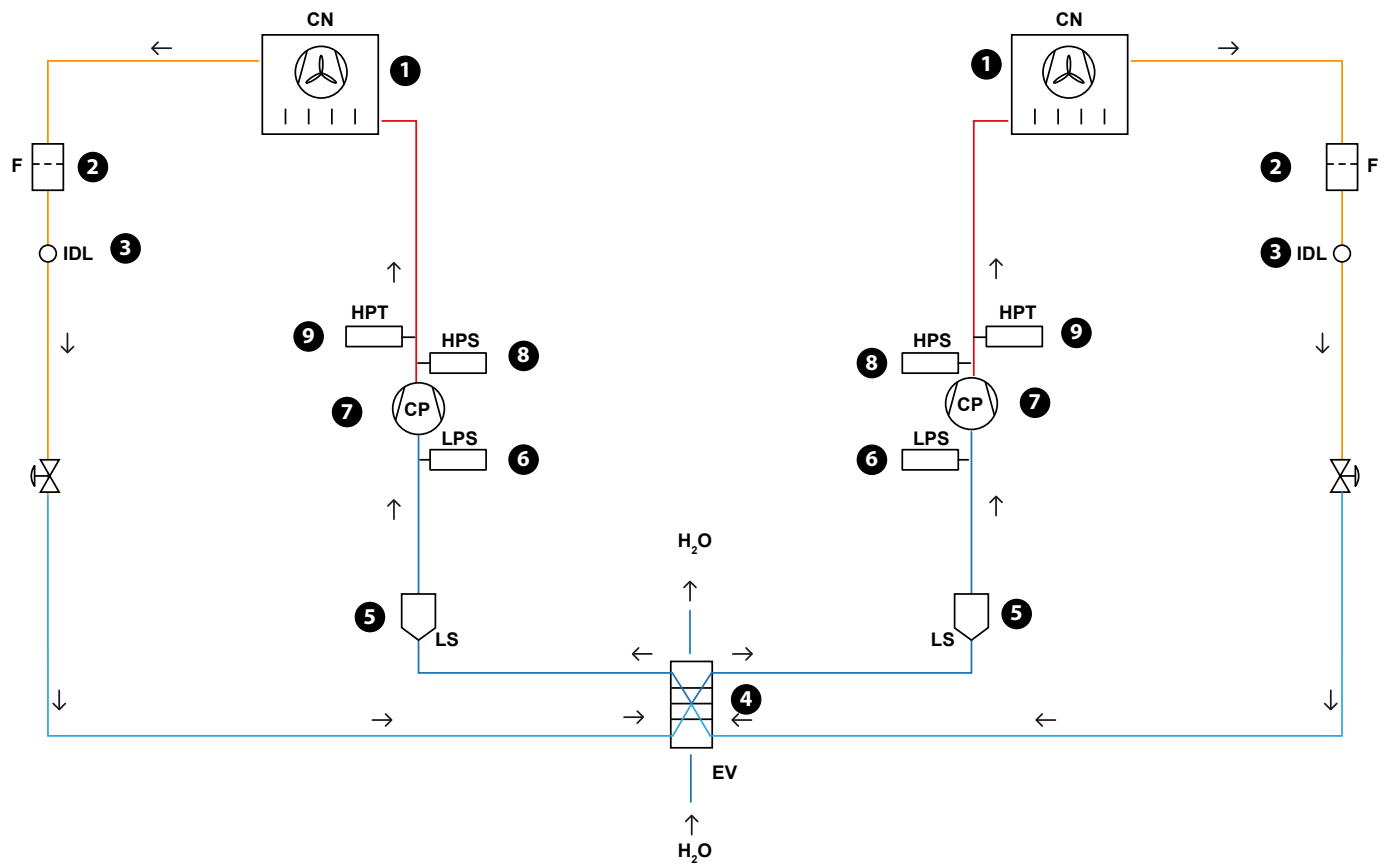 CN CN
1 1
F 2 2 F
IDL 3 3 IDL
HPT HPT
9 9
HPS HPS
8 8
7 CP CP 7
LPS LPS
6 6
H₂O
5 5
LS LS
4
EV
H₂O